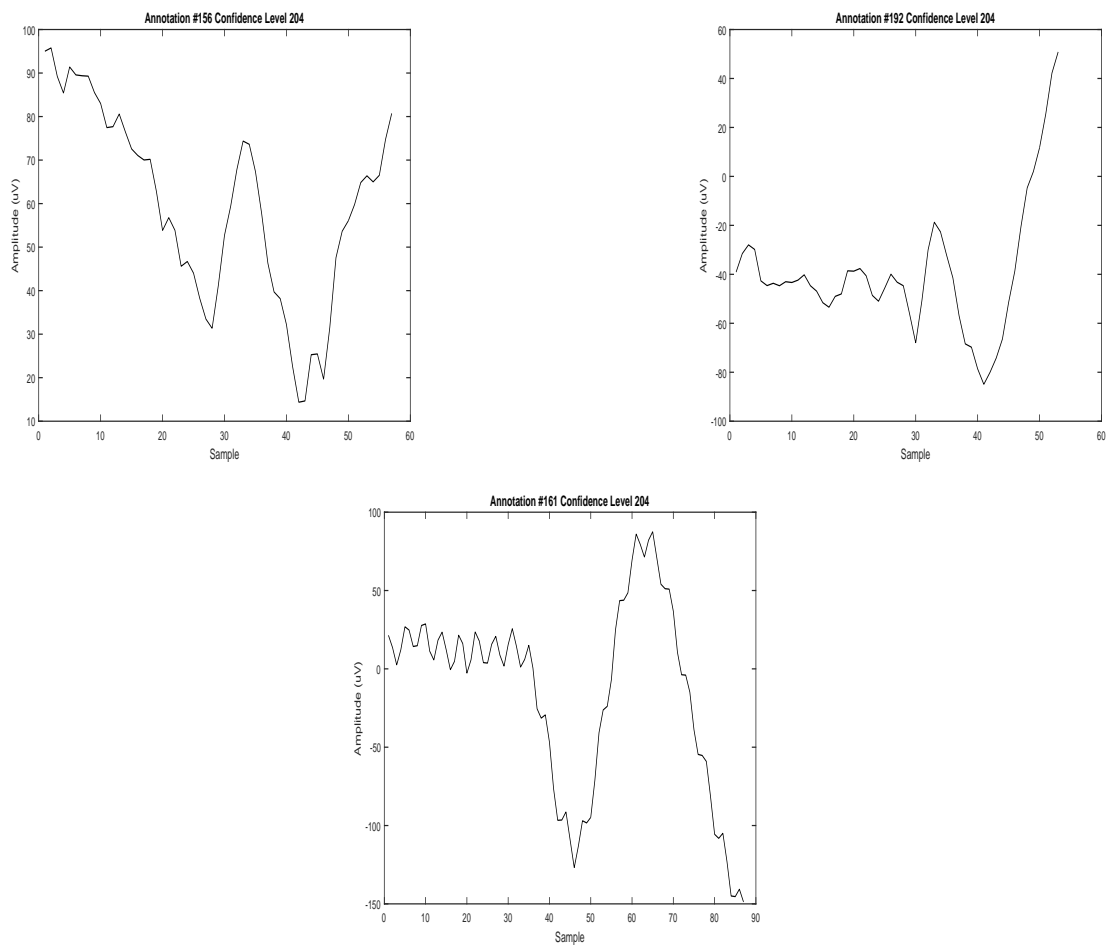 Annotation #156 Confidence Level 204
100
90
80
70
60
50
40
30
20
10
Amplitude (uV)
0 10 20 30 40 50 60
Sample
Annotation #192 Confidence Level 204
60
40
20
0
-20
-40
-60
-80
-100
Amplitude (uV)
0 10 20 30 40 50 60
Sample
Annotation #161 Confidence Level 204
100
50
0
-50
-100
-150
Amplitude (uV)
0 10 20 30 40 50 60 70 80 90
Sample